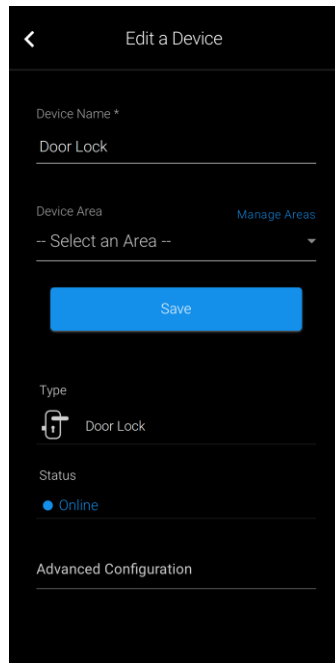 Edit a Device
Device Name *
Door Lock
Device Area
Manage Areas
-- Select an Area --
Save
Type
Door Lock
Status
Online
Advanced Configuration